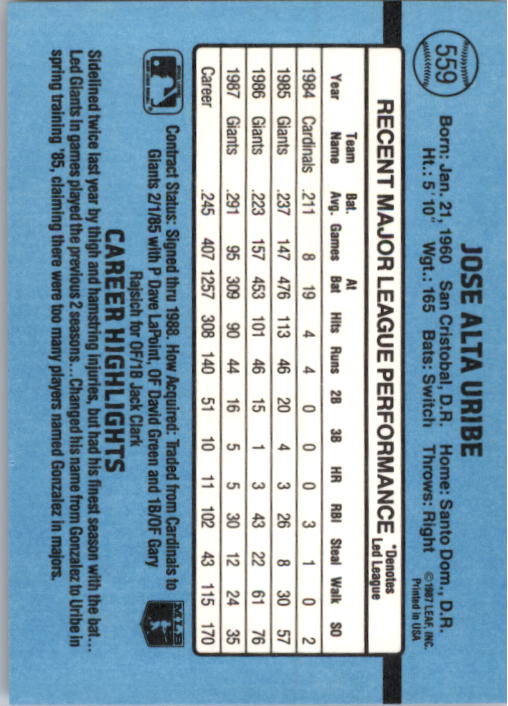 559
JOSE ALTA URIBE
Born: Jan. 21, 1960 San Cristobal, D.R. Home: Santo Dom., D.R.
Ht.: 5' 10" Wgt.: 165 Bats: Switch Throws: Right
©1987 LEAF, INC.
Printed in USA
RECENT MAJOR LEAGUE PERFORMANCE
*Denotes
Led League
Year Team Name Bat. Avg. Games At Bat Hits Runs 2B 3B HR RBI Steal Walk SO
1984 Cardinals .211 8 19 4 4 0 0 0 3 1 0 2
1985 Giants .237 147 476 113 46 20 4 3 26 8 30 57
1986 Giants .223 157 453 101 46 15 1 3 43 22 61 76
1987 Giants .291 95 309 90 44 16 5 5 30 12 24 35
Career .245 407 1257 308 140 51 10 11 102 43 115 170
Contract Status: Signed thru 1988. How Acquired: Traded from Cardinals to
Giants 2/1/85 with P Dave LaPoint, OF David Green and 1B/OF Gary
Rajsich for OF/1B Jack Clark
MLB
CAREER HIGHLIGHTS
Sidelined twice last year by thigh and hamstring injuries, but had his finest season with the bat...
Led Giants in games played the previous 2 seasons...Changed his name from Gonzalez to Uribe in
spring training '85, claiming there were too many players named Gonzalez in majors.